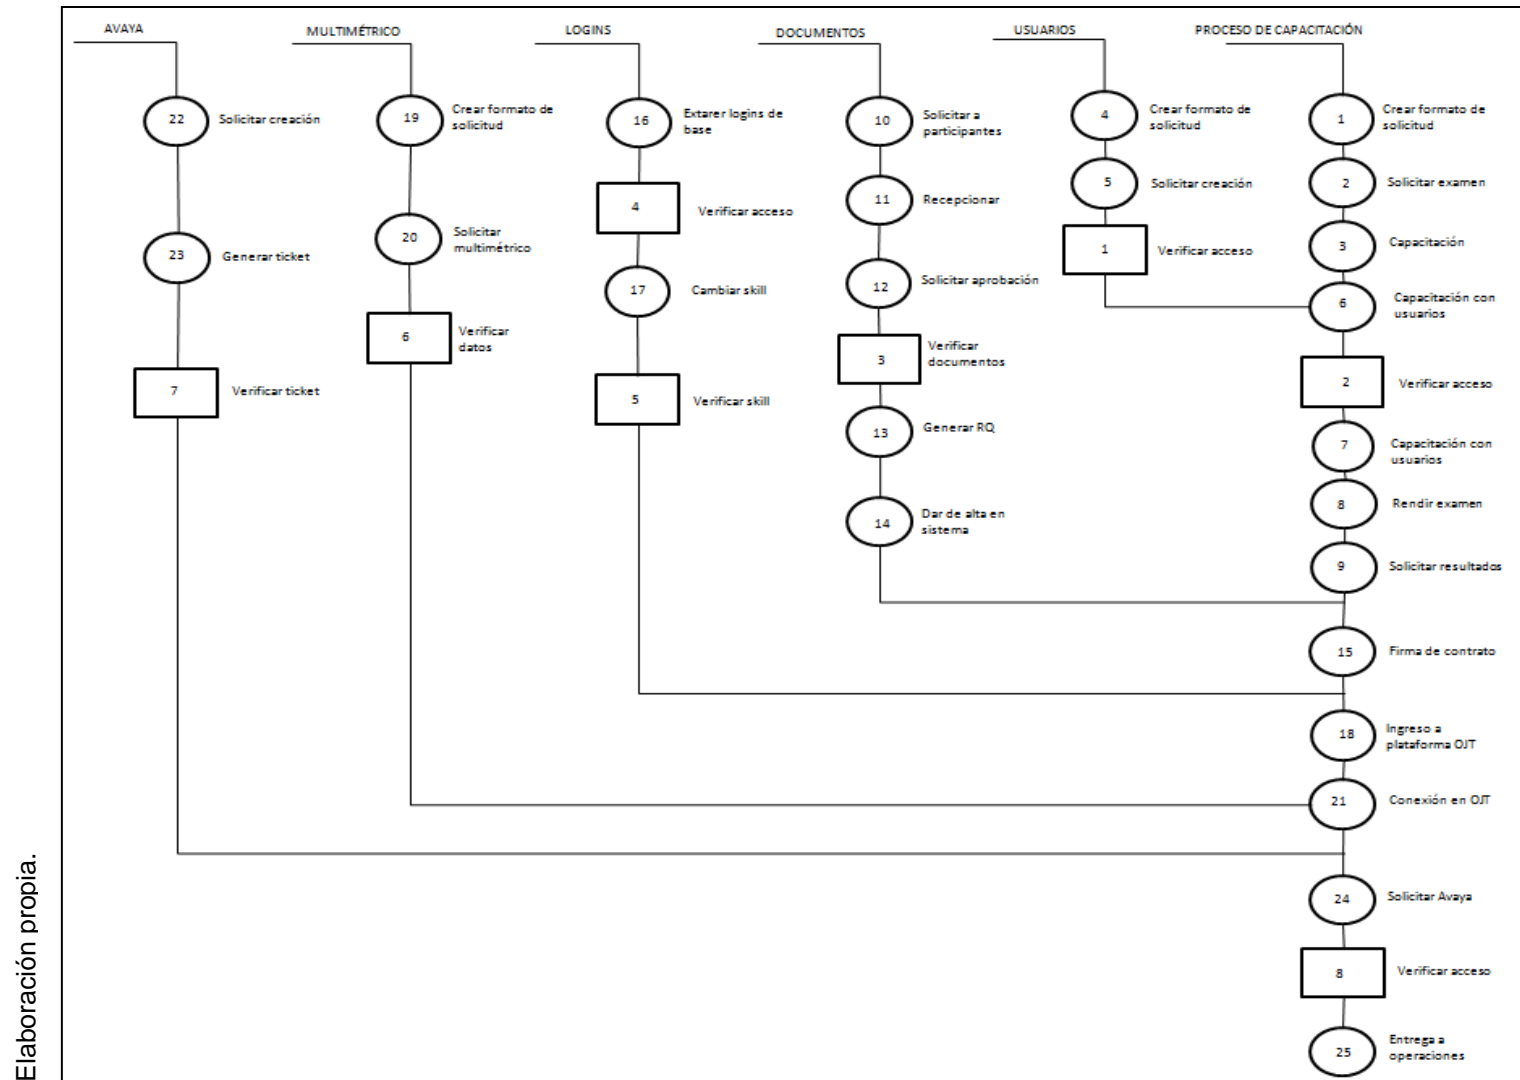 AVAYA
22
Solicitar creación
23
Generar ticket
7
Verificar ticket
MULTIMÉTRICO
19
Crear formato de
solicitud
20
Solicitar
multimétrico
6
Verificar
datos
LOGINS
16
Extarer logins de
base
4
Verificar acceso
17
Cambiar skill
5
Verificar skill
DOCUMENTOS
10
Solicitar a
participantes
11
Recepcionar
12
Solicitar aprobación
3
Verificar
documentos
13
Generar RQ
14
Dar de alta en
sistema
USUARIOS
4
Crear formato de
solicitud
5
Solicitar creación
1
Verificar acceso
PROCESO DE CAPACITACIÓN
1
Crear formato de
solicitud
2
Solicitar examen
3
Capacitación
6
Capacitación con
usuarios
2
Verificar acceso
7
Capacitación con
usuarios
8
Rendir examen
9
Solicitar resultados
15
Firma de contrato
18
Ingreso a
plataforma OJT
21
Conexión en OJT
24
Solicitar Avaya
8
Verificar acceso
25
Entrega a
operaciones
Elaboración propia.